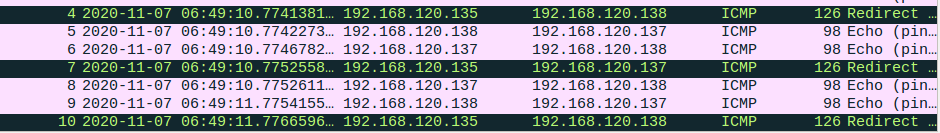 4 2020-11-07 06:49:10.7741381… 192.168.120.135 192.168.120.138 ICMP 126 Redirect …
5 2020-11-07 06:49:10.7742273… 192.168.120.138 192.168.120.137 ICMP 98 Echo (pin…
6 2020-11-07 06:49:10.7746782… 192.168.120.137 192.168.120.138 ICMP 98 Echo (pin…
7 2020-11-07 06:49:10.7752558… 192.168.120.135 192.168.120.137 ICMP 126 Redirect …
8 2020-11-07 06:49:10.7752611… 192.168.120.137 192.168.120.138 ICMP 98 Echo (pin…
9 2020-11-07 06:49:11.7754155… 192.168.120.138 192.168.120.137 ICMP 98 Echo (pin…
10 2020-11-07 06:49:11.7766596… 192.168.120.135 192.168.120.138 ICMP 126 Redirect …